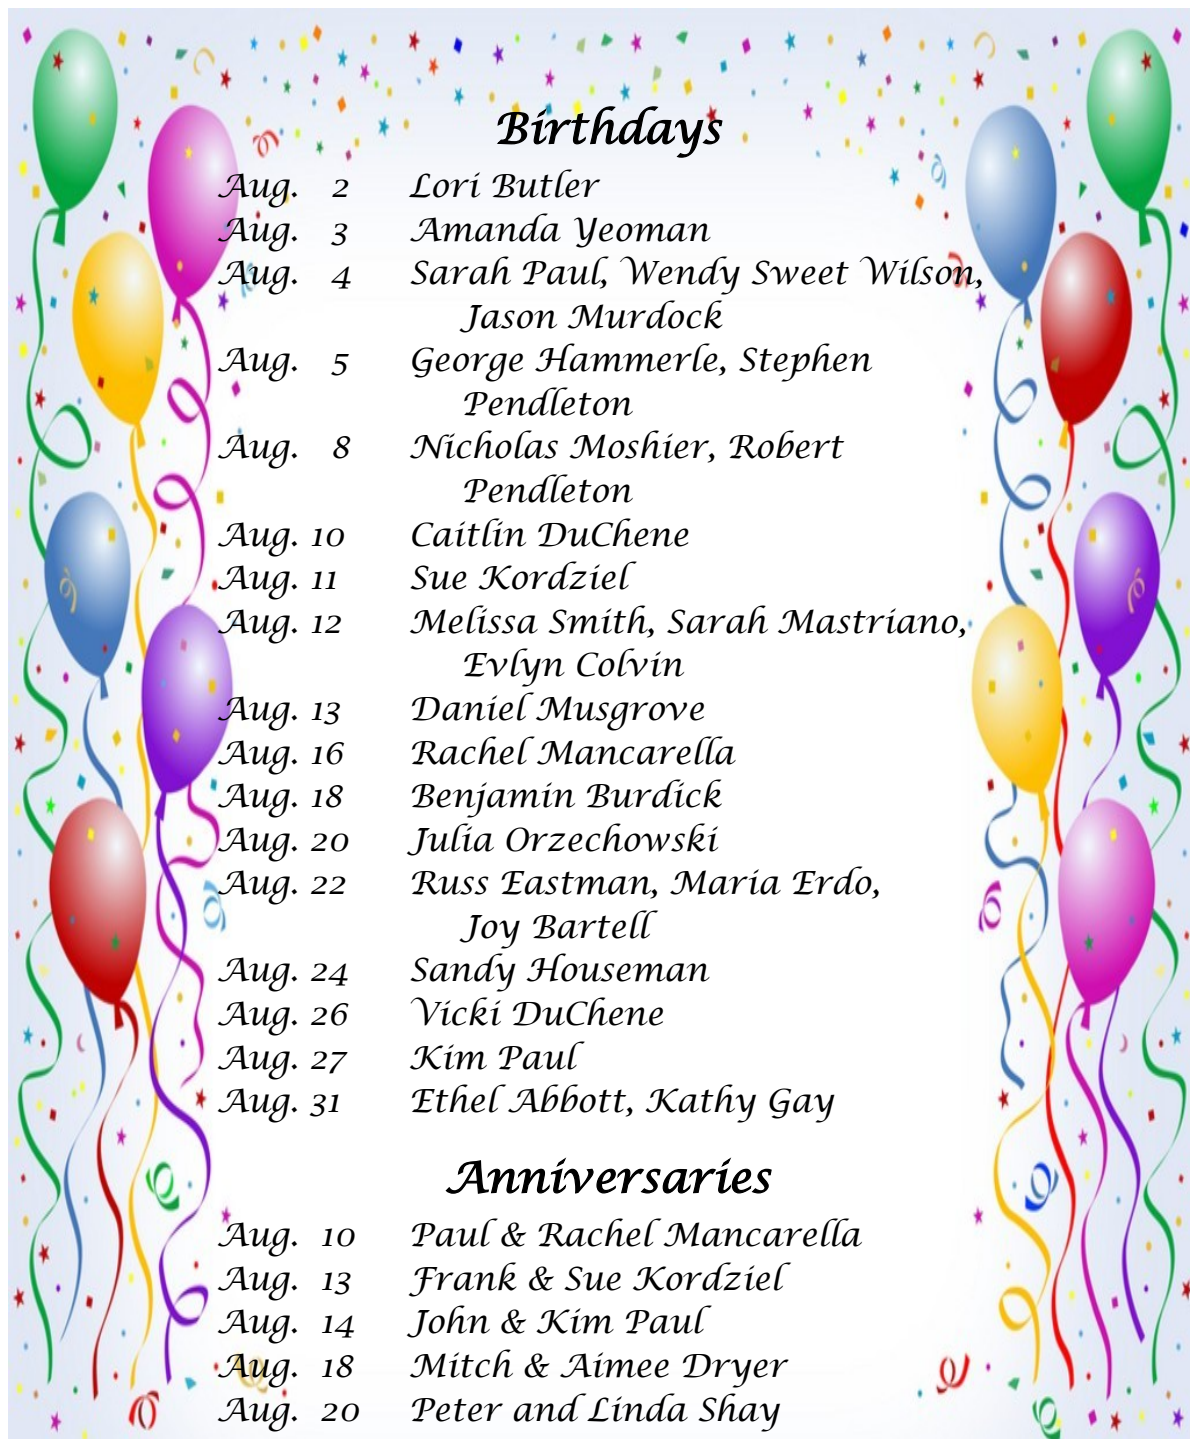 Birthdays
Aug. 2 Lori Butler
Aug. 3 Amanda Yeoman
Aug. 4 Sarah Paul, Wendy Sweet Wilson,
Jason Murdock
Aug. 5 George Hammerle, Stephen
Pendleton
Aug. 8 Nicholas Moshier, Robert
Pendleton
Aug. 10 Caitlin DuChene
Aug. 11 Sue Kordziel
Aug. 12 Melissa Smith, Sarah Mastriano,
Evlyn Colvin
Aug. 13 Daniel Musgrove
Aug. 16 Rachel Mancarella
Aug. 18 Benjamin Burdick
Aug. 20 Julia Orzechowski
Aug. 22 Russ Eastman, Maria Erdo,
Joy Bartell
Aug. 24 Sandy Houseman
Aug. 26 Vicki DuChene
Aug. 27 Kim Paul
Aug. 31 Ethel Abbott, Kathy Gay
Anniversaries
Aug. 10 Paul & Rachel Mancarella
Aug. 13 Frank & Sue Kordziel
Aug. 14 John & Kim Paul
Aug. 18 Mitch & Aimee Dryer
Aug. 20 Peter and Linda Shay